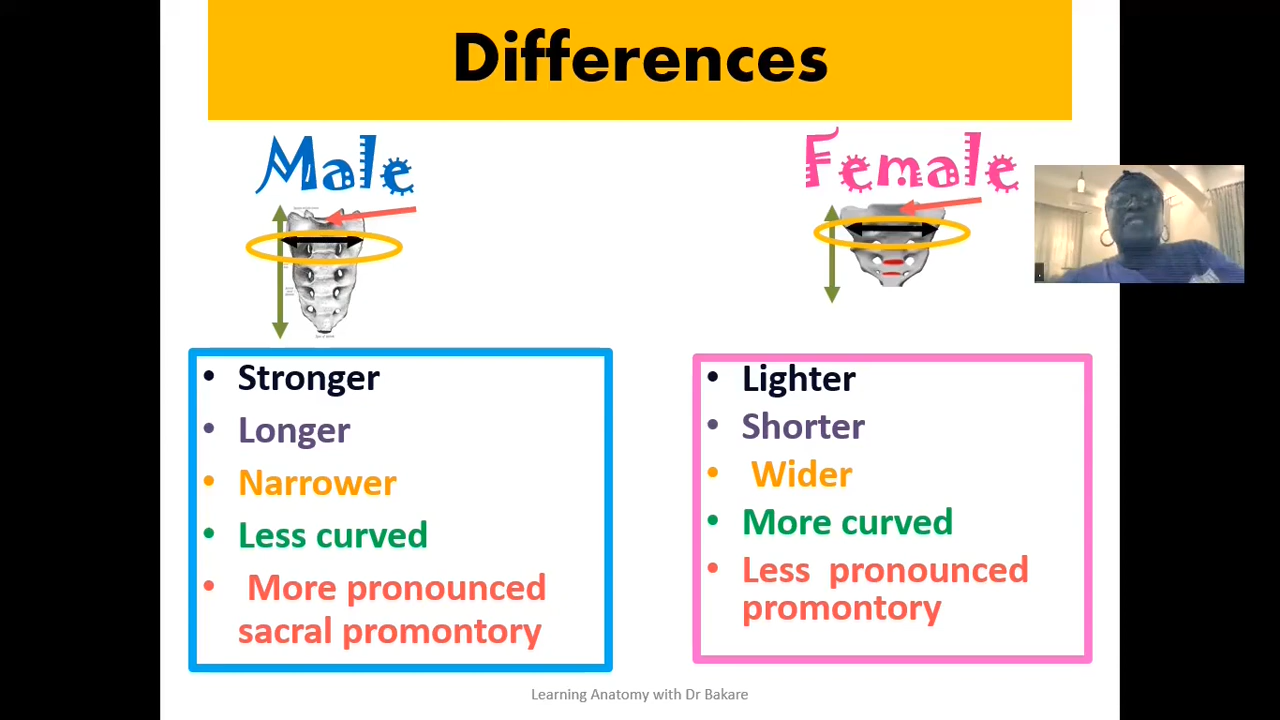 Differences
Male
Female
Stronger
Longer
Narrower
Less curved
More pronounced
sacral promontory
Lighter
Shorter
Wider
More curved
Less pronounced
promontory
Learning Anatomy with Dr Bakare